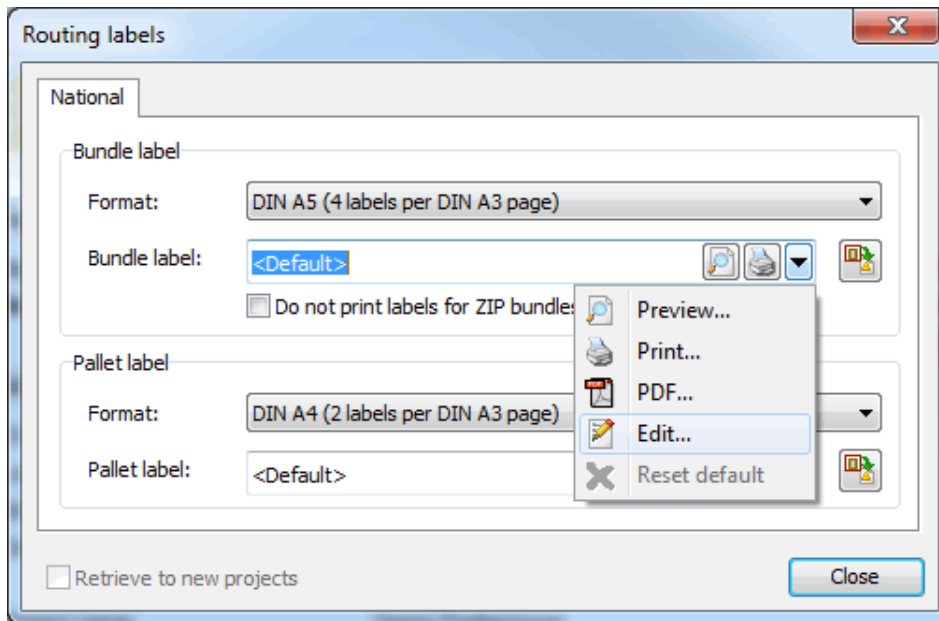 Routing labels
National
Bundle label
Format:
DIN A5 (4 labels per DIN A3 page)
Bundle label:
<Default>
Do not print labels for ZIP bundles
Preview...
Print...
PDF...
Edit...
Reset default
Pallet label
Format:
DIN A4 (2 labels per DIN A3 page)
Pallet label:
<Default>
Retrieve to new projects
Close